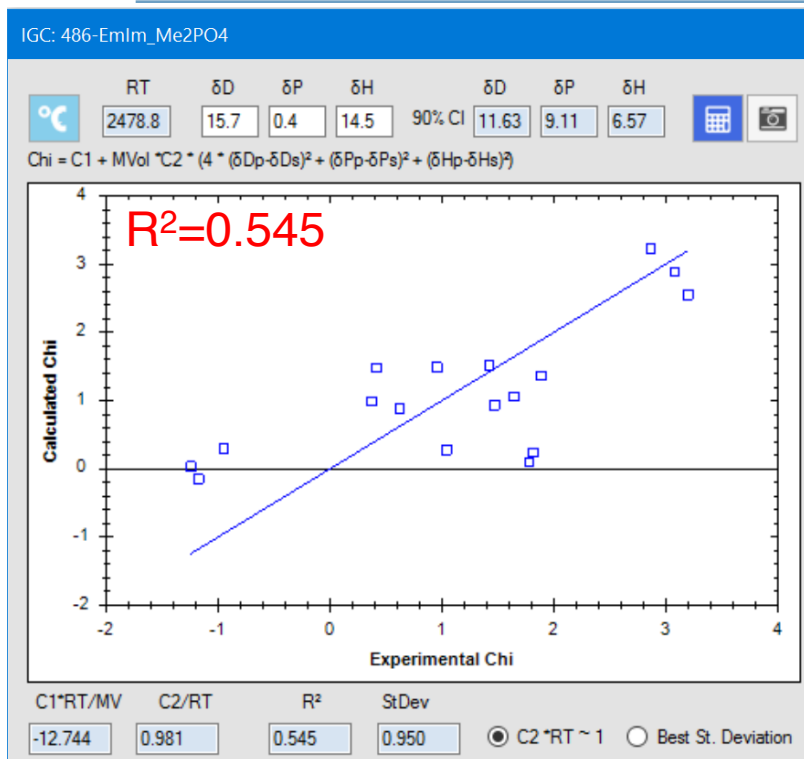 IGC: 486-EmIm_Me2PO4
RT δD δP δH δD δP δH
°C 2478.8 15.7 0.4 14.5 90% CI 11.63 9.11 6.57
Chi = C1 + MVol *C2 * (4 * (δDp-δDs)² + (δPp-δPs)² + (δHp-δHs)²)
R²=0.545
4
3
2
1
0
-1
-2
Calculated Chi
-2 -1 0 1 2 3 4
Experimental Chi
C1*RT/MV C2/RT R² StDev
-12.744 0.981 0.545 0.950 C2 *RT ~ 1 Best St. Deviation